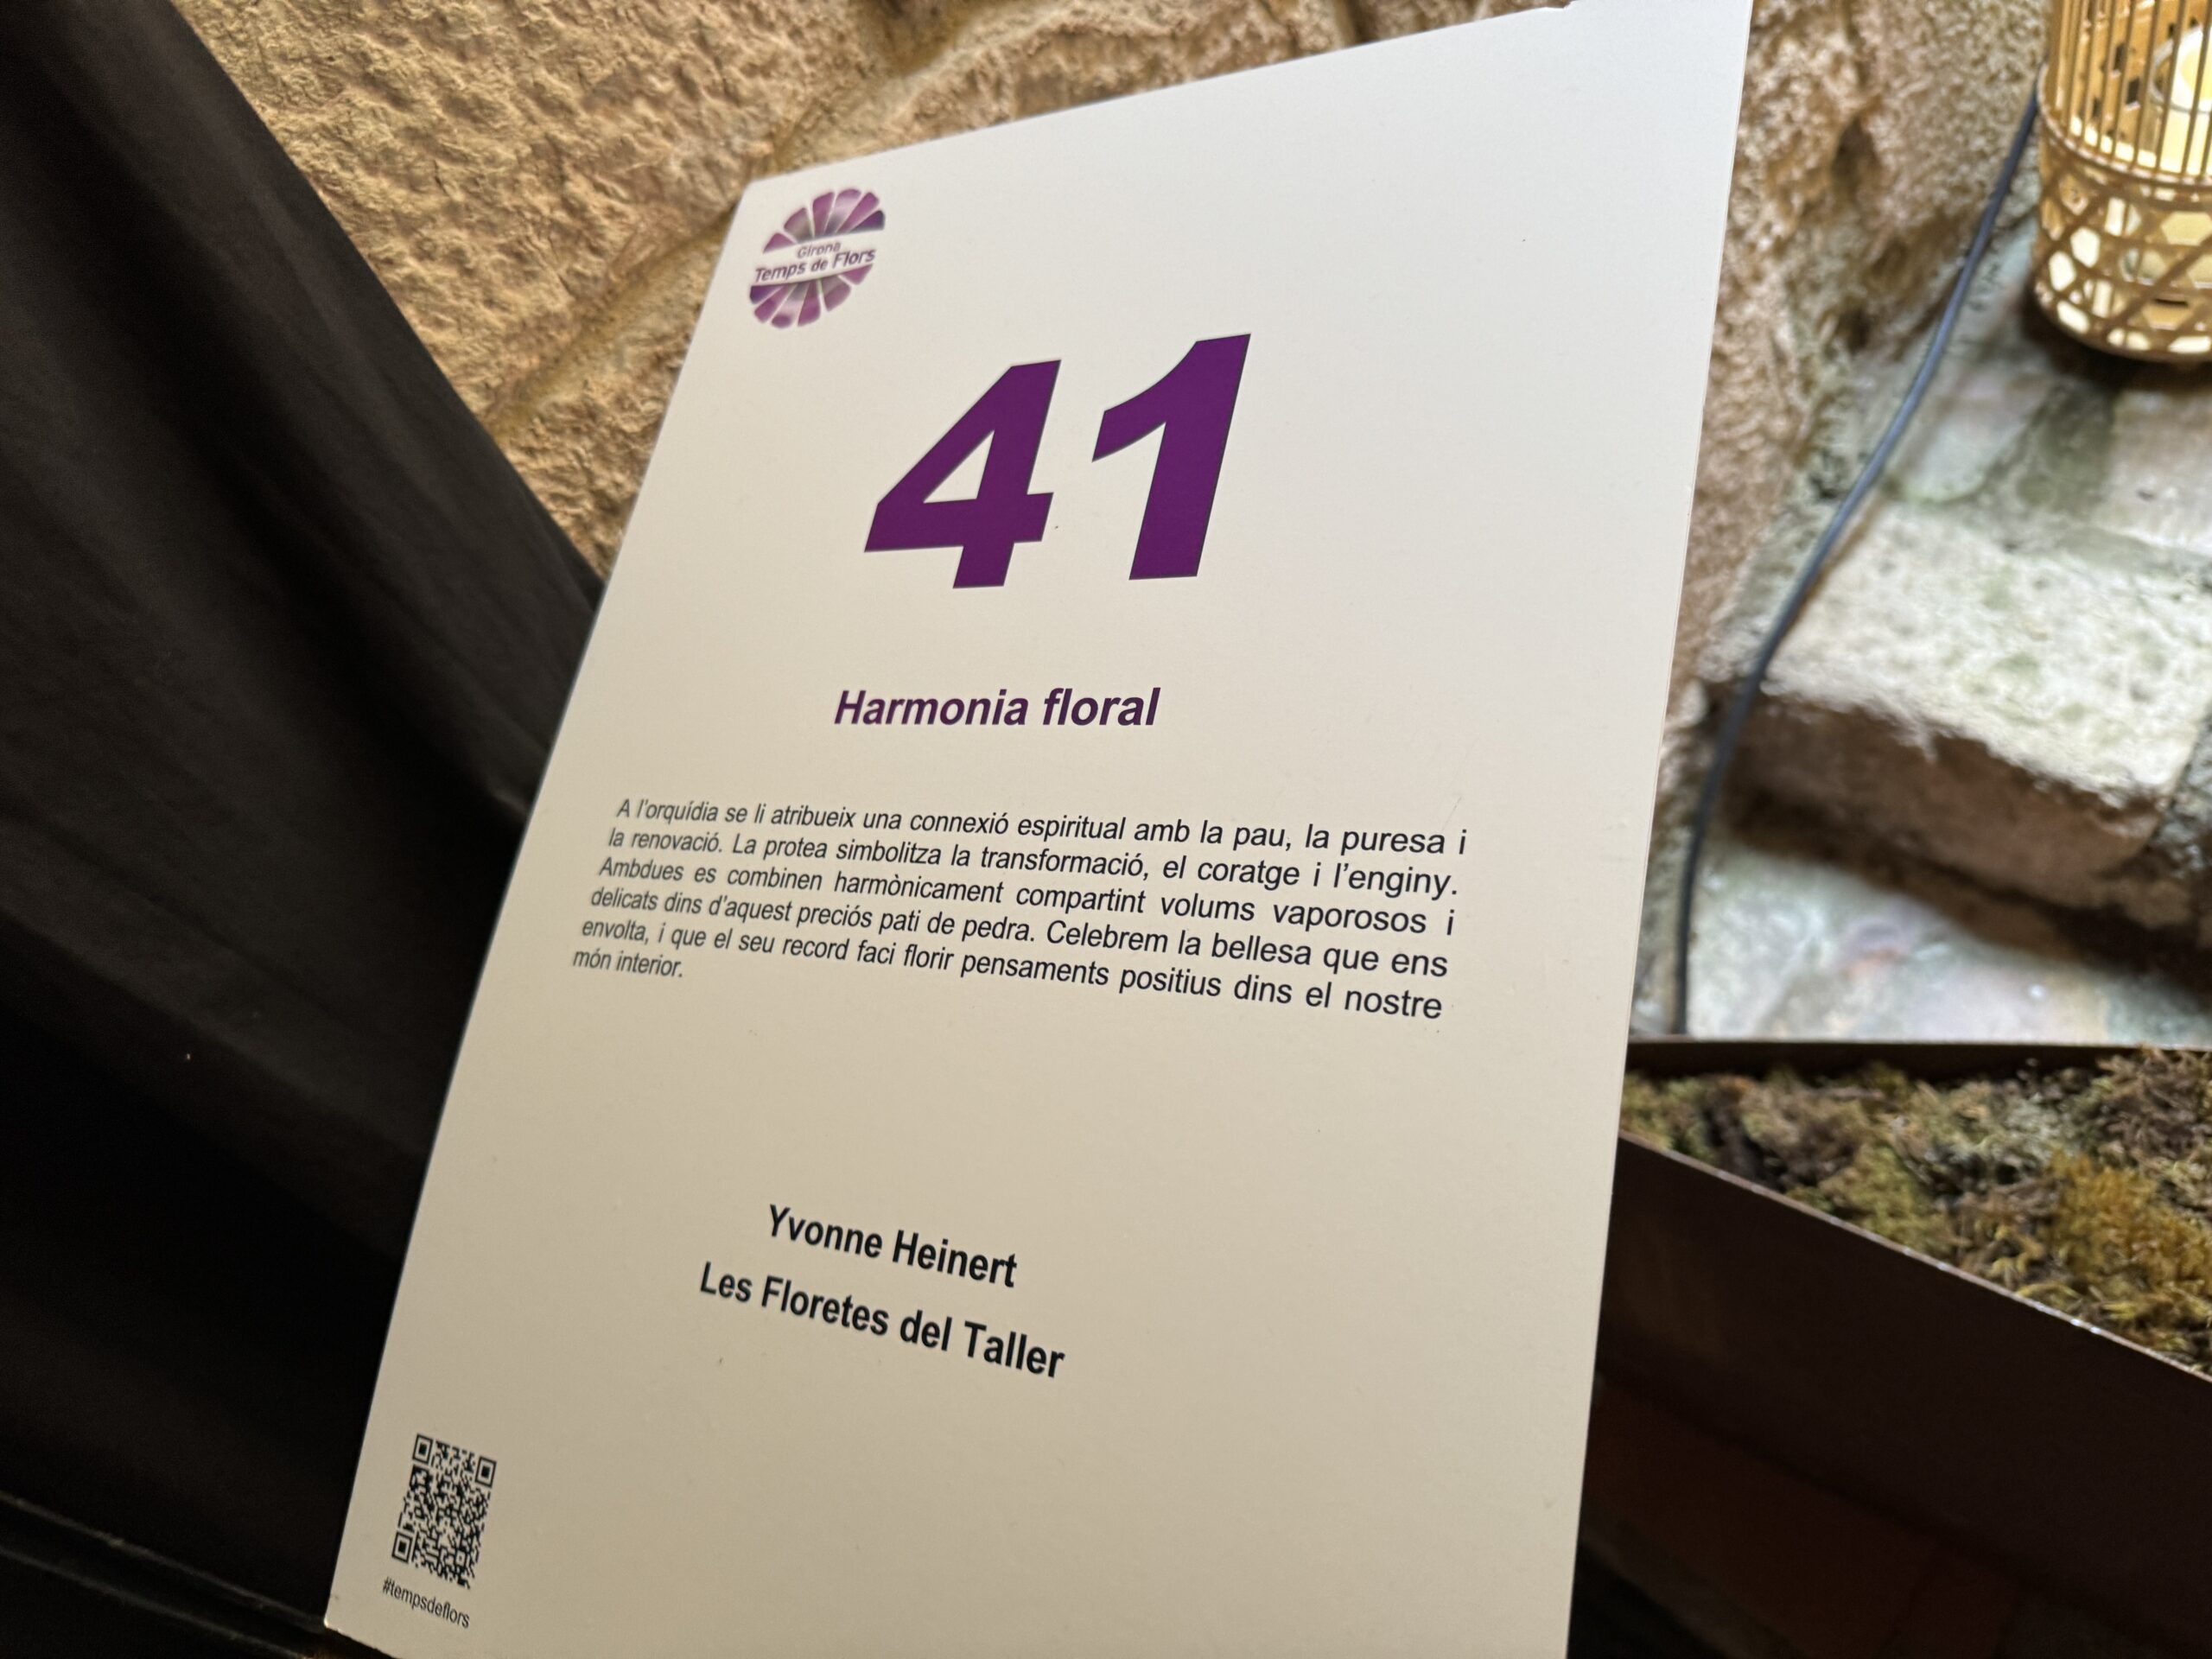 Girona
Temps de Flors
41
Harmonia floral
A l'orquídia se li atribueix una connexió espiritual amb la pau, la puresa i
la renovació. La protea simbolitza la transformació, el coratge i l'enginy.
Ambdues es combinen harmònicament compartint volums vaporosos i
delicats dins d'aquest preciós pati de pedra. Celebrem la bellesa que ens
envolta, i que el seu record faci florir pensaments positius dins el nostre
món interior.
Yvonne Heinert
Les Floretes del Taller
#tempsdeflors